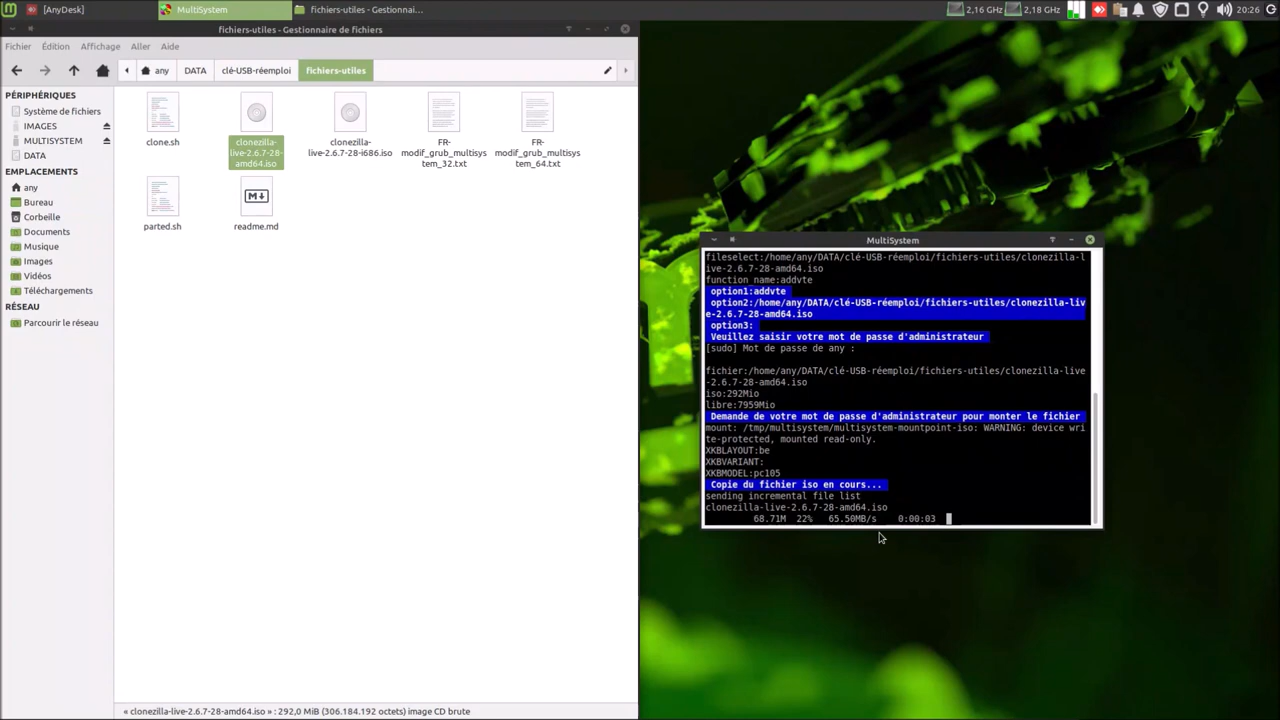 [AnyDesk]
MultiSystem
fichiers-utiles - Gestionnai...
2,16 GHz
2,18 GHz
20:26
fichiers-utiles - Gestionnaire de fichiers
Fichier Édition Affichage Aller Aide
any DATA clé-USB-réemploi fichiers-utiles
PÉRIPHÉRIQUES
Système de fichiers
IMAGES
MULTISYSTEM
DATA
EMPLACEMENTS
any
Bureau
Corbeille
Documents
Musique
Images
Vidéos
Téléchargements
RÉSEAU
Parcourir le réseau
clone.sh
clonezilla-
live-2.6.7-28-
amd64.iso
clonezilla-
live-2.6.7-28-i686.iso
FR-
modif_grub_multisys
tem_32.txt
FR-
modif_grub_multisys
tem_64.txt
parted.sh
M
readme.md
« clonezilla-live-2.6.7-28-amd64.iso » : 292,0 MiB (306.184.192 octets) image CD brute
MultiSystem
fileselect:/home/any/DATA/clé-USB-réemploi/fichiers-utiles/clonezilla-l
ive-2.6.7-28-amd64.iso
function_name:addvte
option1:addvte
option2:/home/any/DATA/clé-USB-réemploi/fichiers-utiles/clonezilla-liv
e-2.6.7-28-amd64.iso
option3:
Veuillez saisir votre mot de passe d'administrateur
[sudo] Mot de passe de any :
fichier:/home/any/DATA/clé-USB-réemploi/fichiers-utiles/clonezilla-live
-2.6.7-28-amd64.iso
iso:292Mio
libre:7959Mio
Demande de votre mot de passe d'administrateur pour monter le fichier
mount: /tmp/multisystem/multisystem-mountpoint-iso: WARNING: device wri
te-protected, mounted read-only.
XKBLAYOUT:be
XKBVARIANT:
XKBMODEL:pc105
Copie du fichier iso en cours...
sending incremental file list
clonezilla-live-2.6.7-28-amd64.iso
68.71M 22% 65.50MB/s 0:00:03